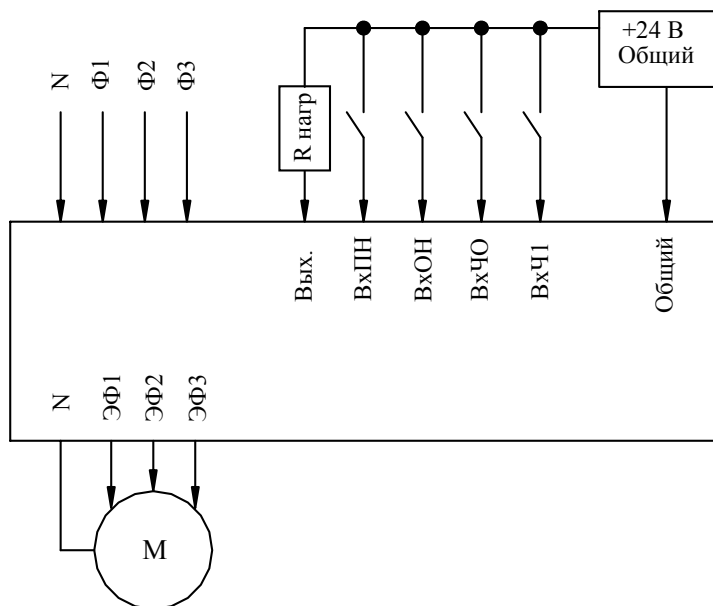 +24 В
Общий
N
Ф1
Ф2
Ф3
R нагр
Вых.
ВхПН
ВхОН
ВхЧО
ВхЧ1
Общий
N
ЭФ1
ЭФ2
ЭФ3
М